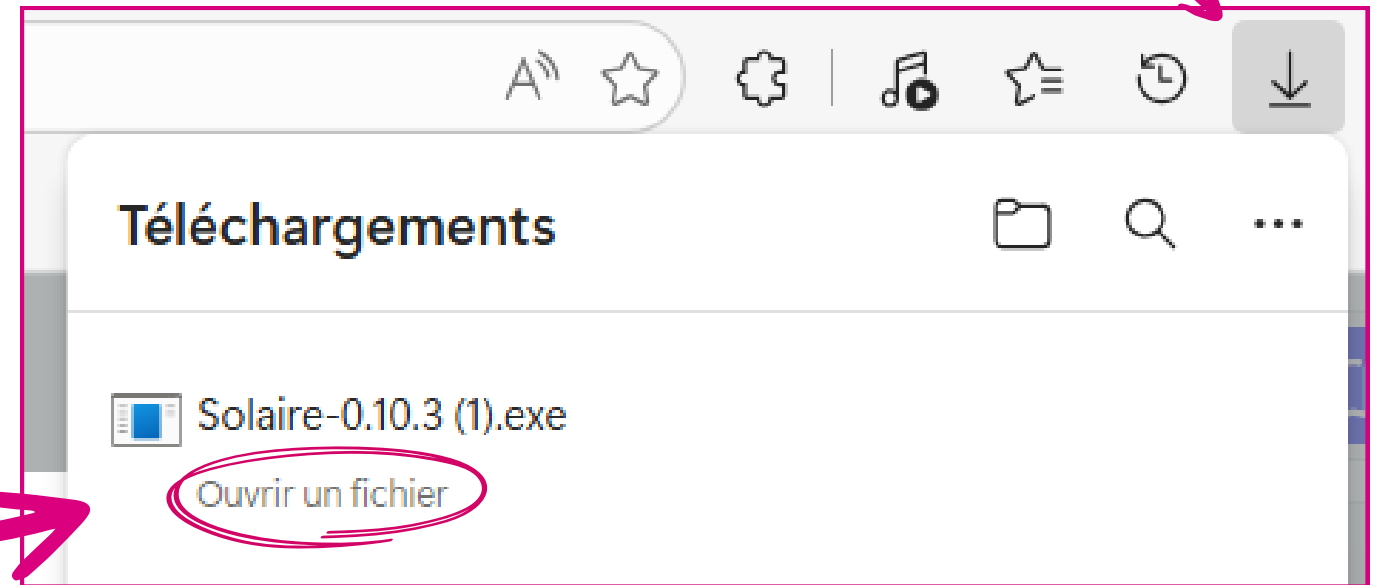 Téléchargements
Solaire-0.10.3 (1).exe
Ouvrir un fichier